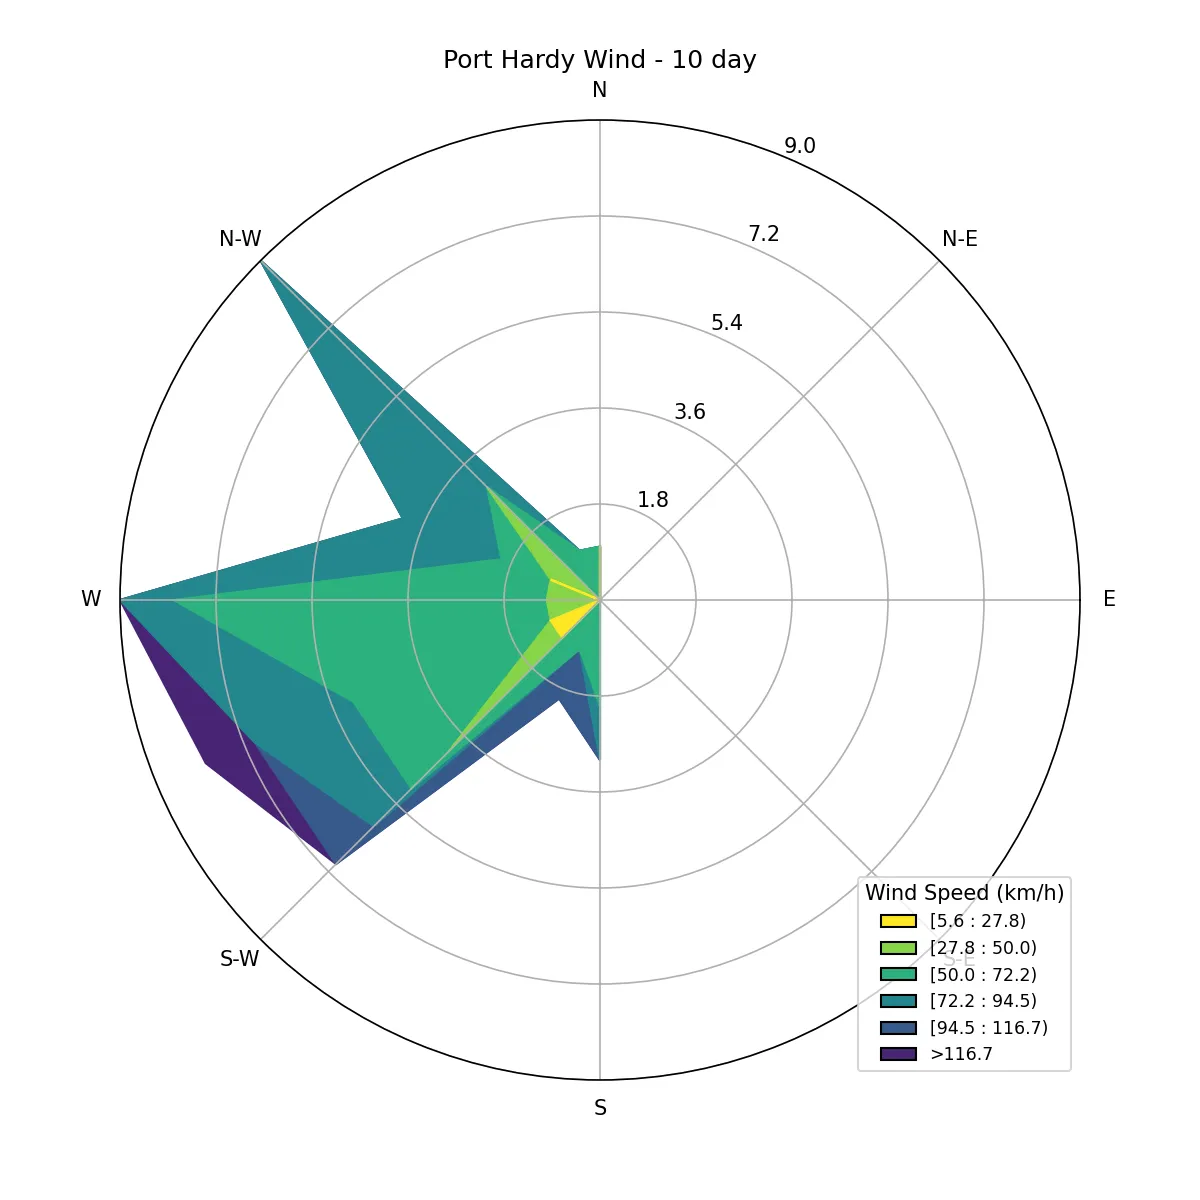 Port Hardy Wind - 10 day
N
9.0
N-W
N-E
7.2
5.4
3.6
1.8
W
E
S-W
S-E
S
Wind Speed (km/h)
[5.6 : 27.8)
[27.8 : 50.0)
[50.0 : 72.2)
[72.2 : 94.5)
[94.5 : 116.7)
>116.7